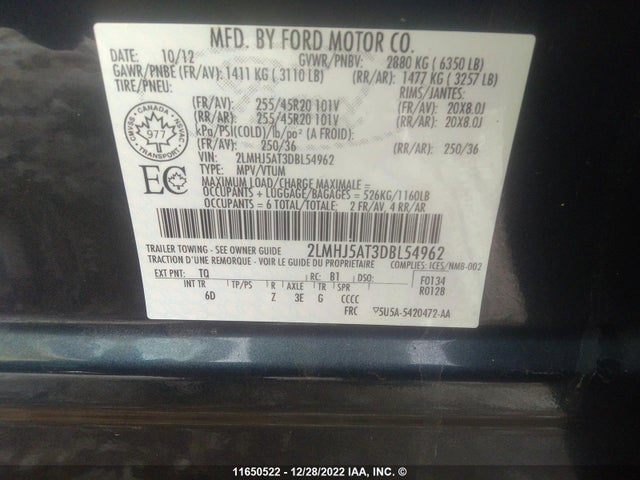 MFD. BY FORD MOTOR CO.
DATE: 10/12 GVWR/PNBV: 2880 KG ( 6350 LB)
GAWR/PNBE (FR/AV): 1411 KG ( 3110 LB) (RR/AR): 1477 KG ( 3257 LB)
TIRE/PNEU: RIMS/JANTES:
(FR/AV): 255/45R20 101V (FR/AV): 20X8.0J
(RR/AR): 255/45R20 101V (RR/AR): 20X8.0J
kPa/PSI(COLD)/lb/po² (A FROID):
(FR/AV): 250/36 (RR/AR): 250/36
VIN: 2LMHJ5AT3DBL54962
TYPE: MPV/VTUM
MAXIMUM LOAD/CHARGE MAXIMALE =
OCCUPANTS + LUGGAGE/BAGAGES = 526KG/1160LB
OCCUPANTS = 6 TOTAL/TOTALE: 2 FR/AV, 4 RR/AR
CANADA
977
TRANSPORT
EC
2LMHJ5AT3DBL54962
TRAILER TOWING - SEE OWNER GUIDE
TRACTION D'UNE REMORQUE - VOIR LE GUIDE COMPLIES: ICES/NMB-002
EXT PNT: TQ RC: B1 DSO: F0134
INT TR TP/PS R AXLE TR SPR R0128
6D Z 3E G CCCC
FRC 5U5A-5420472-AA
11650522 - 12/28/2022 IAA, Inc. ©